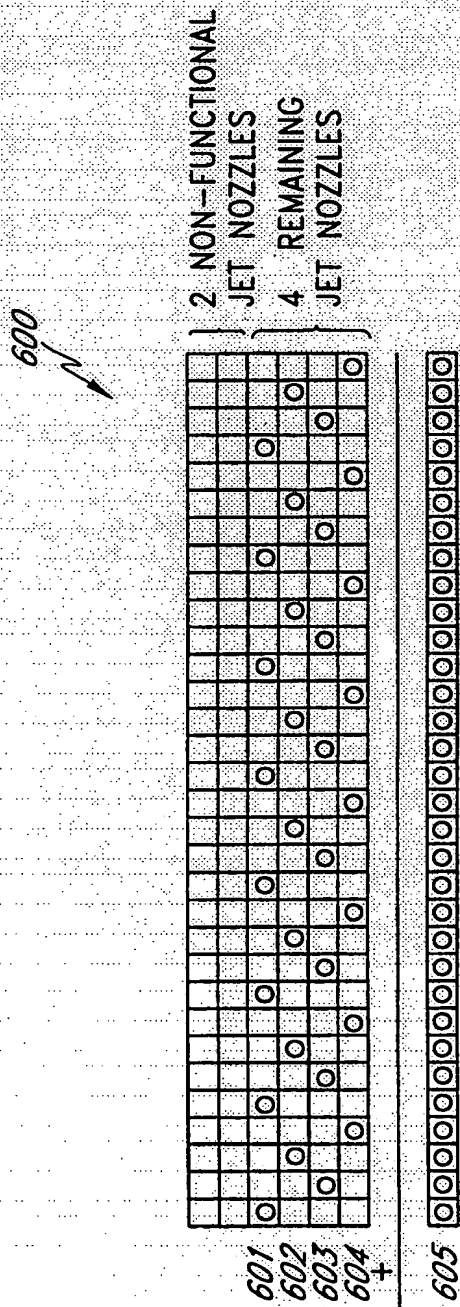 600
2 NON-FUNCTIONAL
JET NOZZLES
4 REMAINING
JET NOZZLES
601
602
603
604
+
605